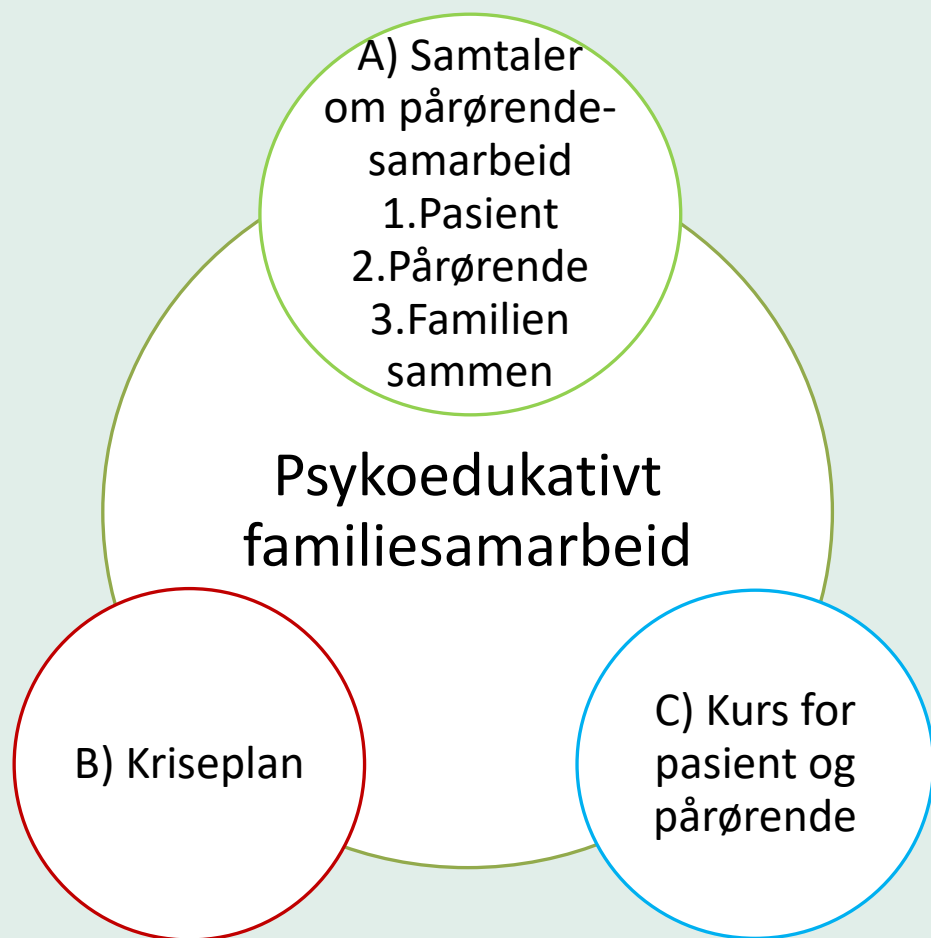 A) Samtaler
om pårørende-
samarbeid
1.Pasient
2.Pårørende
3.Familien
sammen
Psykoedukativt
familiesamarbeid
B) Kriseplan
C) Kurs for
pasient og
pårørende